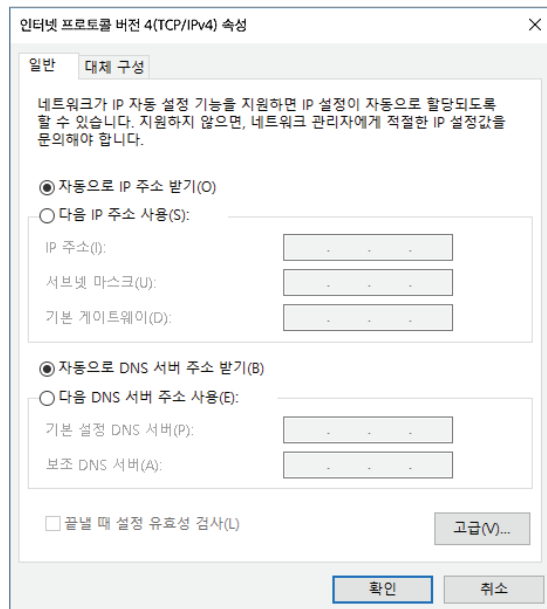 인터넷 프로토콜 버전 4(TCP/IPv4) 속성
일반 대체 구성
네트워크가 IP 자동 설정 기능을 지원하면 IP 설정이 자동으로 할당되도록
할 수 있습니다. 지원하지 않으면, 네트워크 관리자에게 적절한 IP 설정값을
문의해야 합니다.
자동으로 IP 주소 받기(O)
다음 IP 주소 사용(S):
IP 주소(I):
서브넷 마스크(U):
기본 게이트웨이(D):
자동으로 DNS 서버 주소 받기(B)
다음 DNS 서버 주소 사용(E):
기본 설정 DNS 서버(P):
보조 DNS 서버(A):
끝낼 때 설정 유효성 검사(L)
고급(V)...
확인 취소